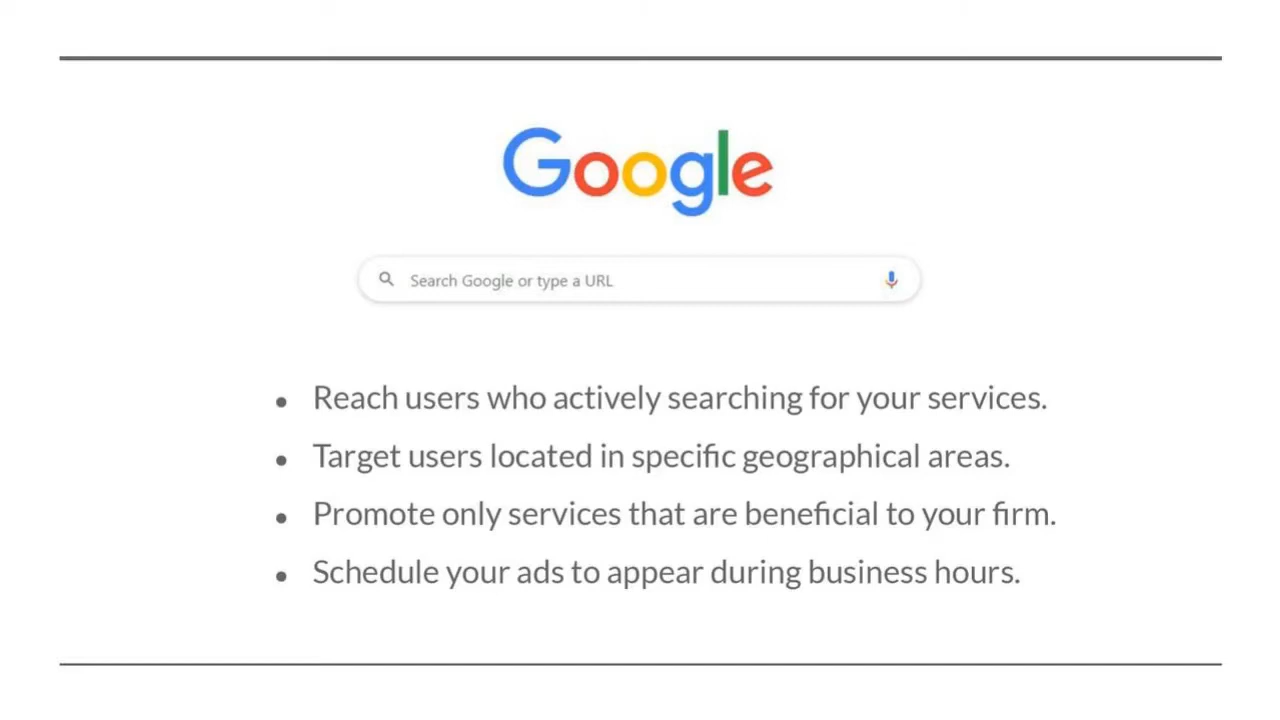 Google
Search Google or type a URL
• Reach users who actively searching for your services.
• Target users located in specific geographical areas.
• Promote only services that are beneficial to your firm.
• Schedule your ads to appear during business hours.